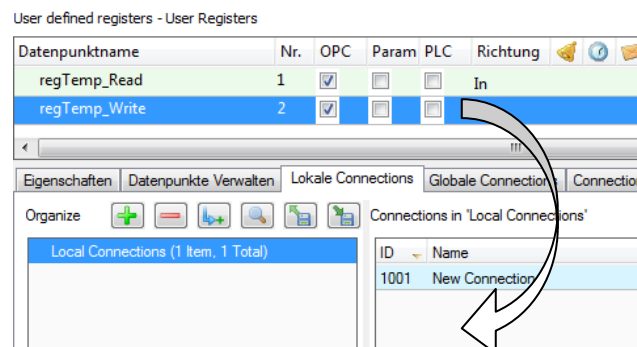 User defined registers - User Registers
Datenpunktname Nr. OPC Param PLC Richtung
regTemp_Read 1 In
regTemp_Write 2
Eigenschaften Datenpunkte Verwalten Lokale Connections Globale Connections Connection
Organize Connections in 'Local Connections'
Local Connections (1 Item, 1 Total) ID Name
1001 New Connection